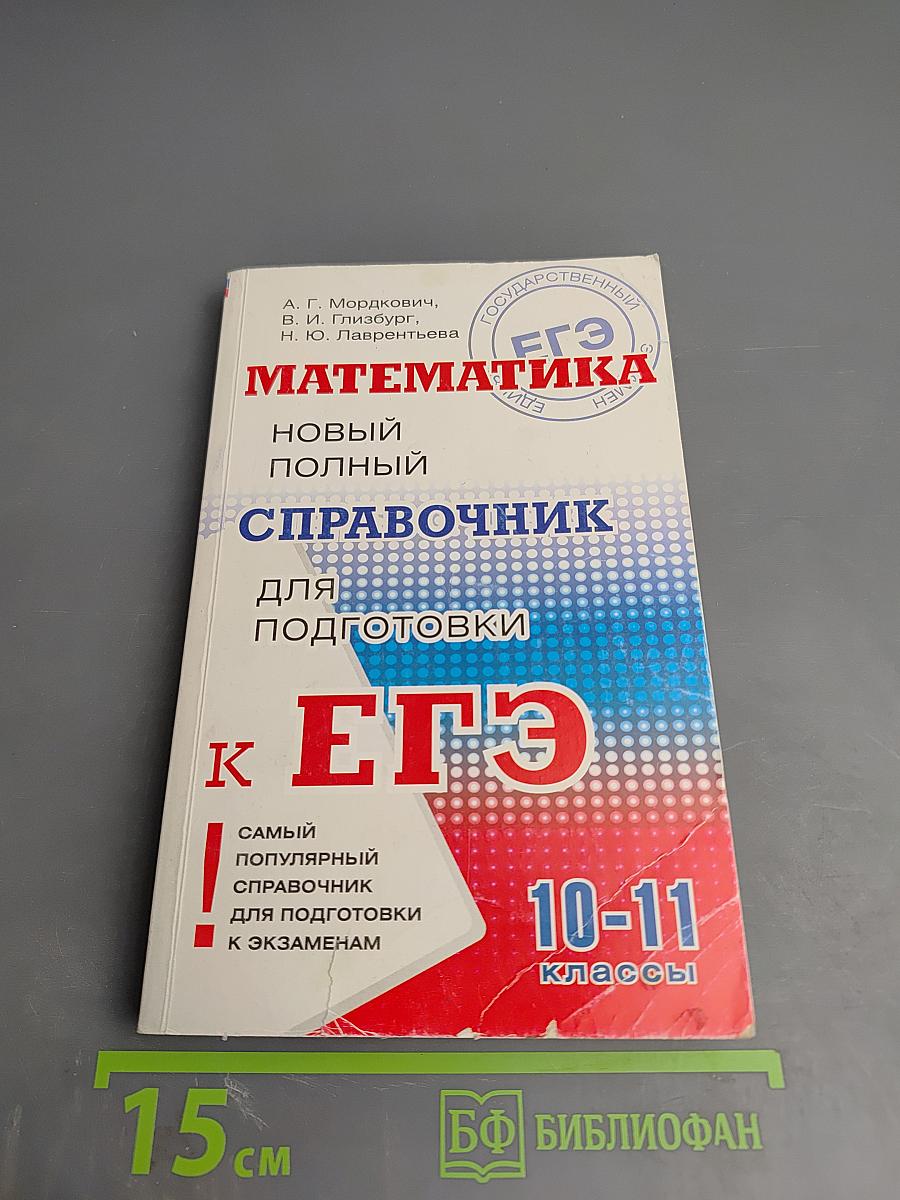 А. Г. Мордкович,
В. И. Глизбург,
Н. Ю. Лаврентьева
ГОСУДАРСТВЕННЫЙ
ЕГЭ
МАТЕМАТИКА
НОВЫЙ
ПОЛНЫЙ
СПРАВОЧНИК
ДЛЯ
ПОДГОТОВКИ
К ЕГЭ
!
САМЫЙ
ПОПУЛЯРНЫЙ
СПРАВОЧНИК
ДЛЯ ПОДГОТОВКИ
К ЭКЗАМЕНАМ
10-11
классы
15 см
БФ БИБЛИОФАН